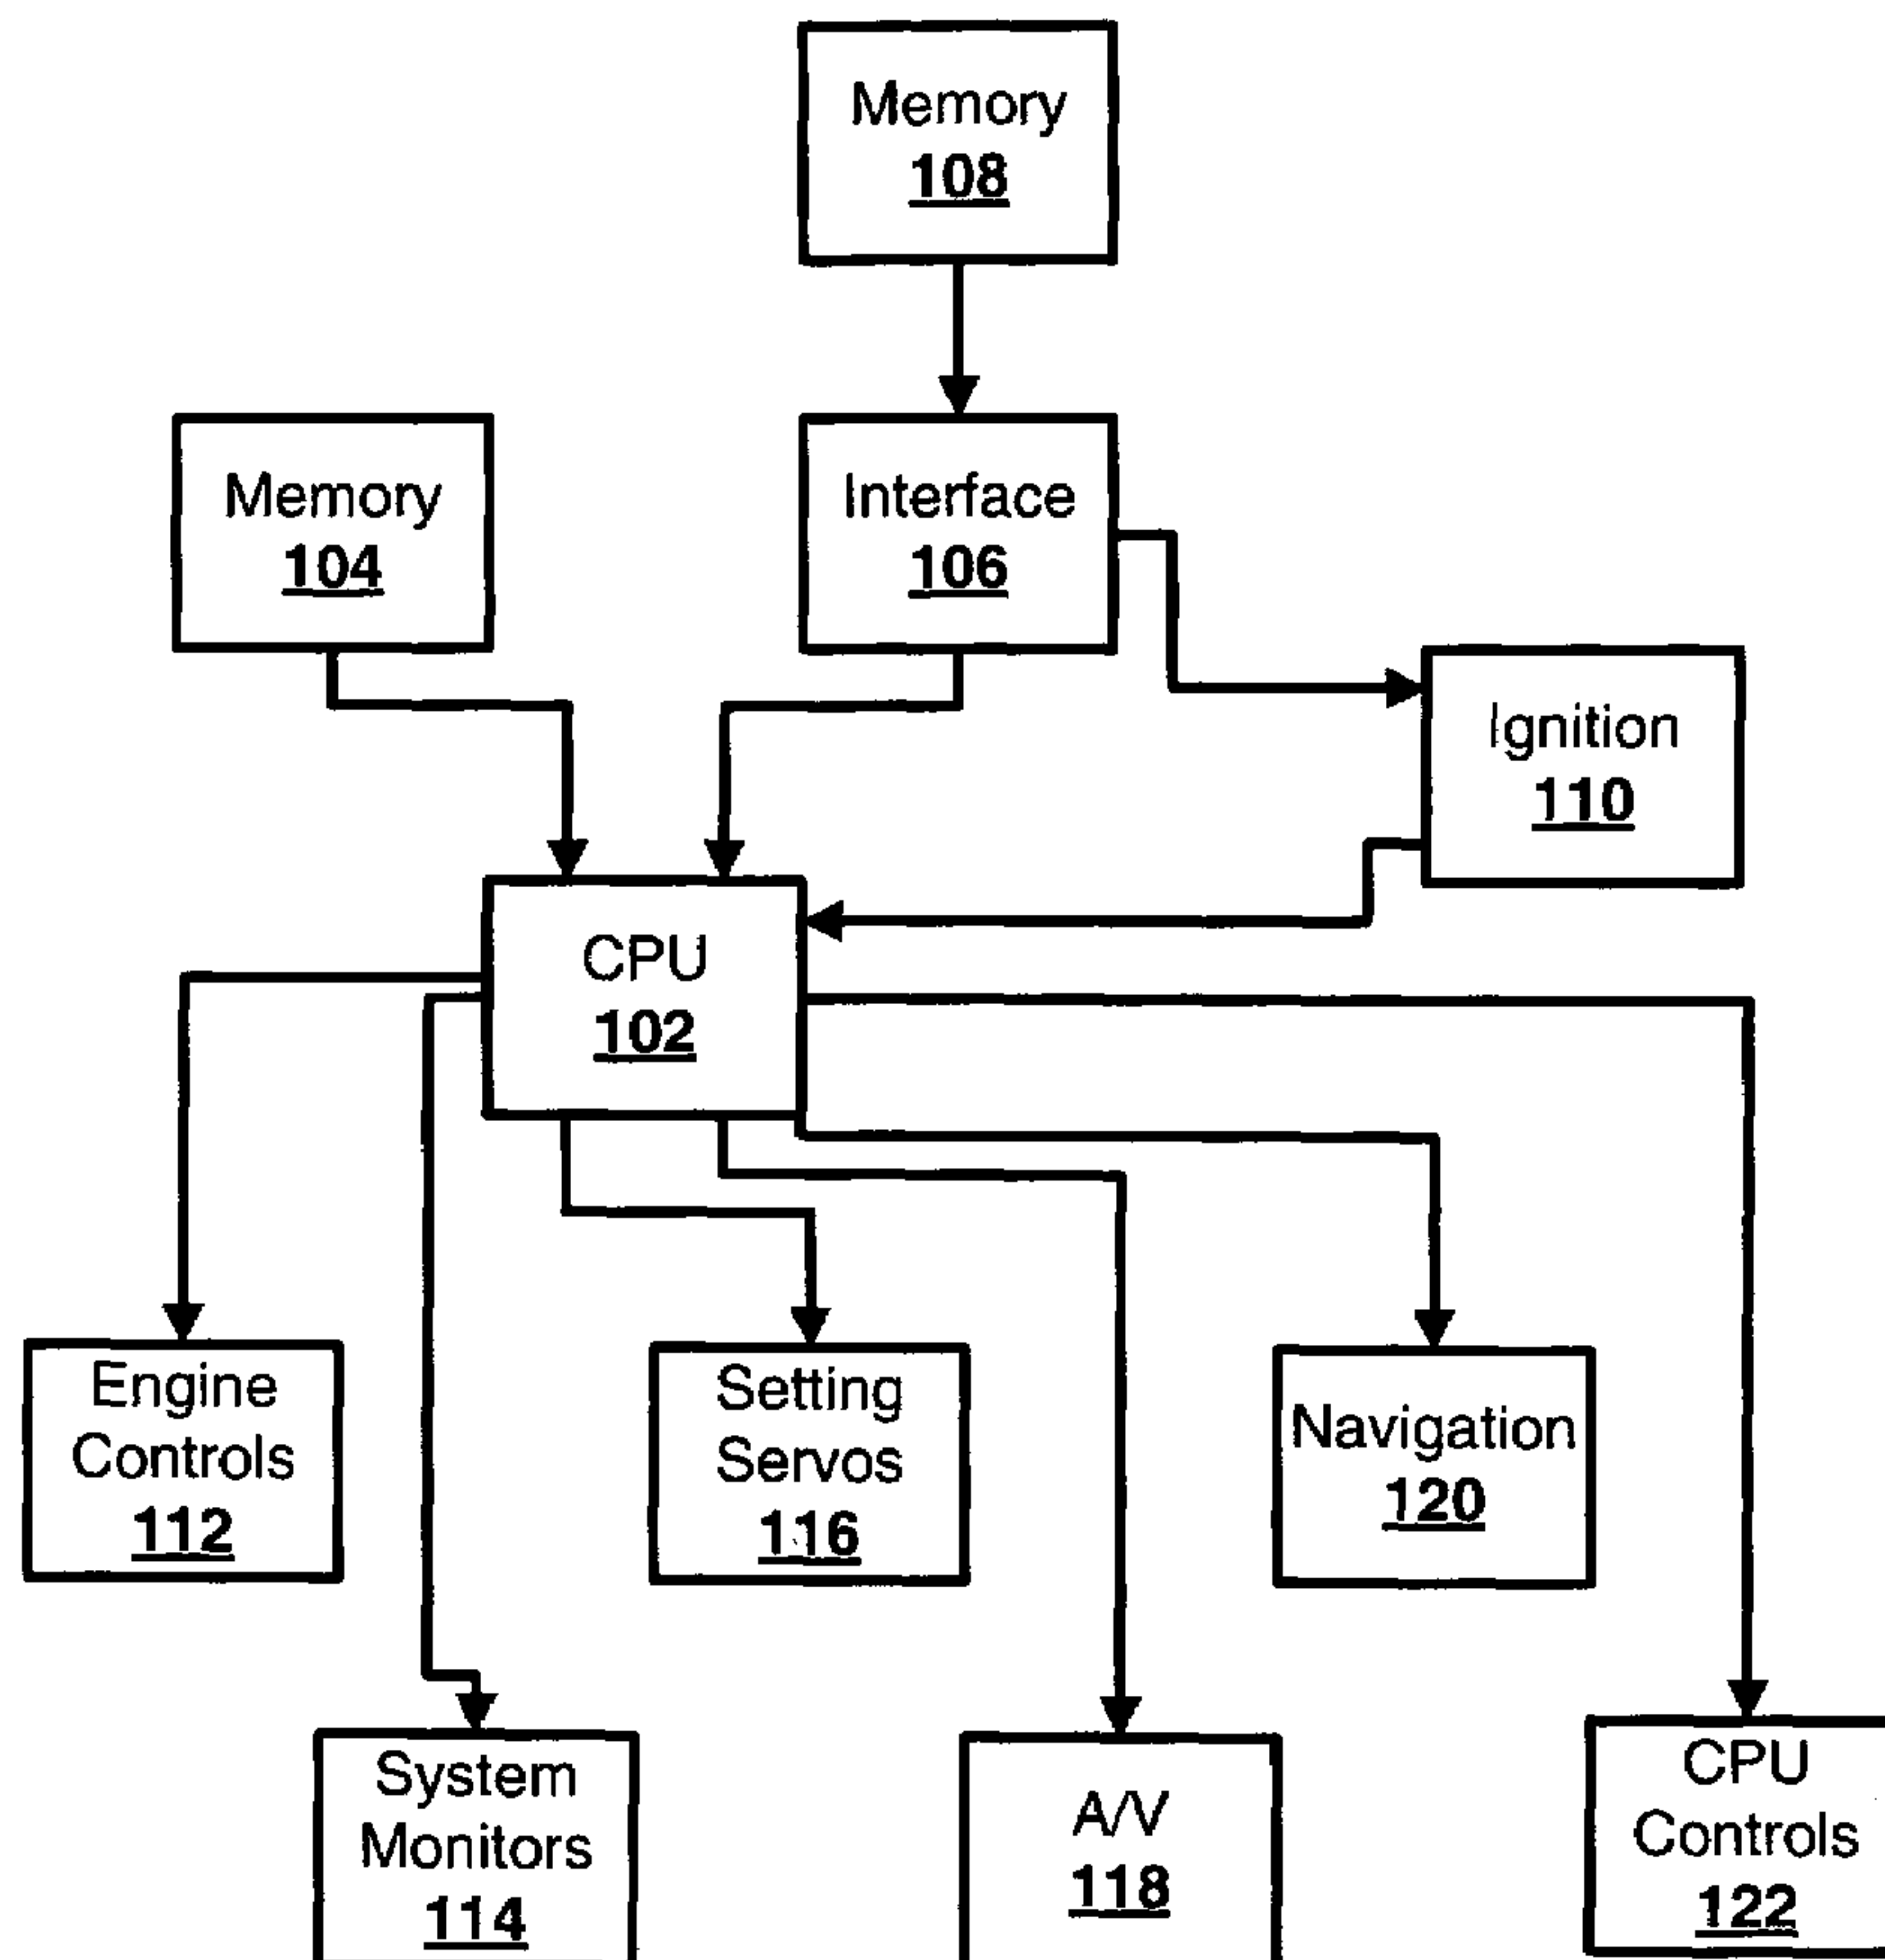 Memory
108
Memory
104
Interface
106
Ignition
110
CPU
102
Engine
Controls
112
Setting
Servos
116
Navigation
120
System
Monitors
114
A/V
118
CPU
Controls
122